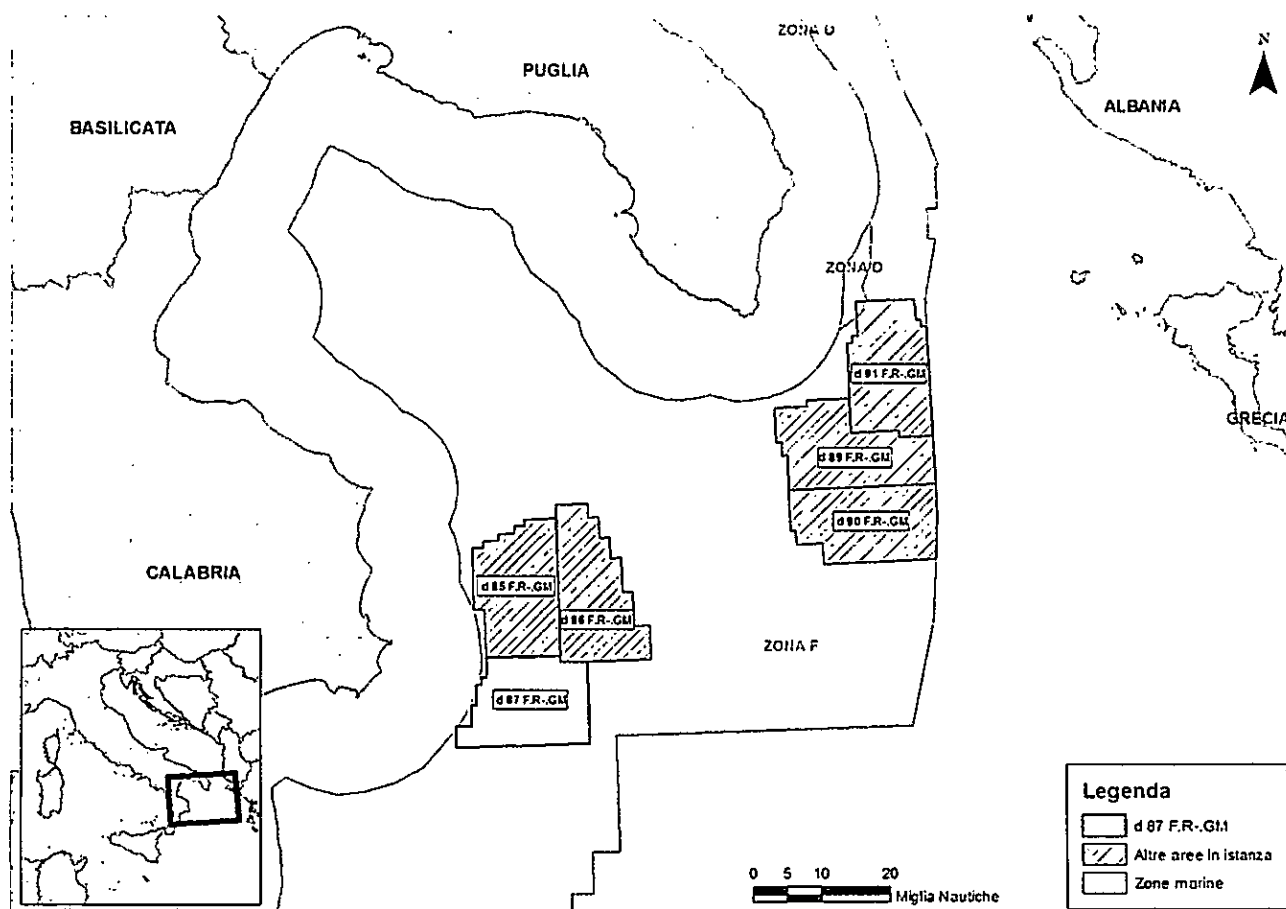 ZONA D
N
PUGLIA
ALBANIA
BASILICATA
ZONA D
d 91 F.R-.GM
GRECIA
d 89 F.R-.GM
d 90 F.R-.GM
CALABRIA
d 85 F.R-.GM
d 86 F.R-.GM
ZONA F
d 87 F.R-.GM
Legenda
d 87 F.R-.GM
Altre aree in istanza
Zone marine
0 5 10 20
Miglia Nautiche